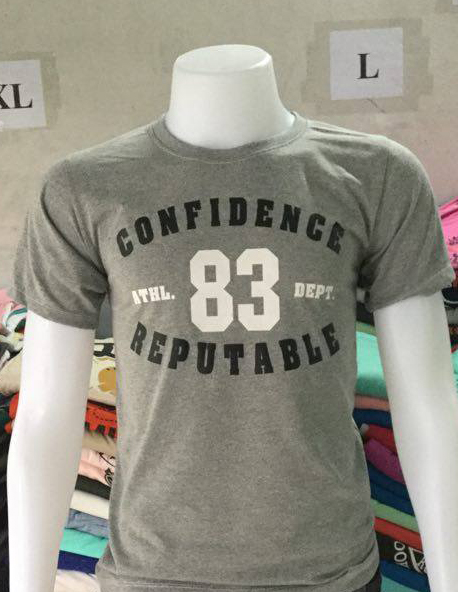 XL
L
CONFIDENCE
ATHL. 83 DEPT.
REPUTABLE